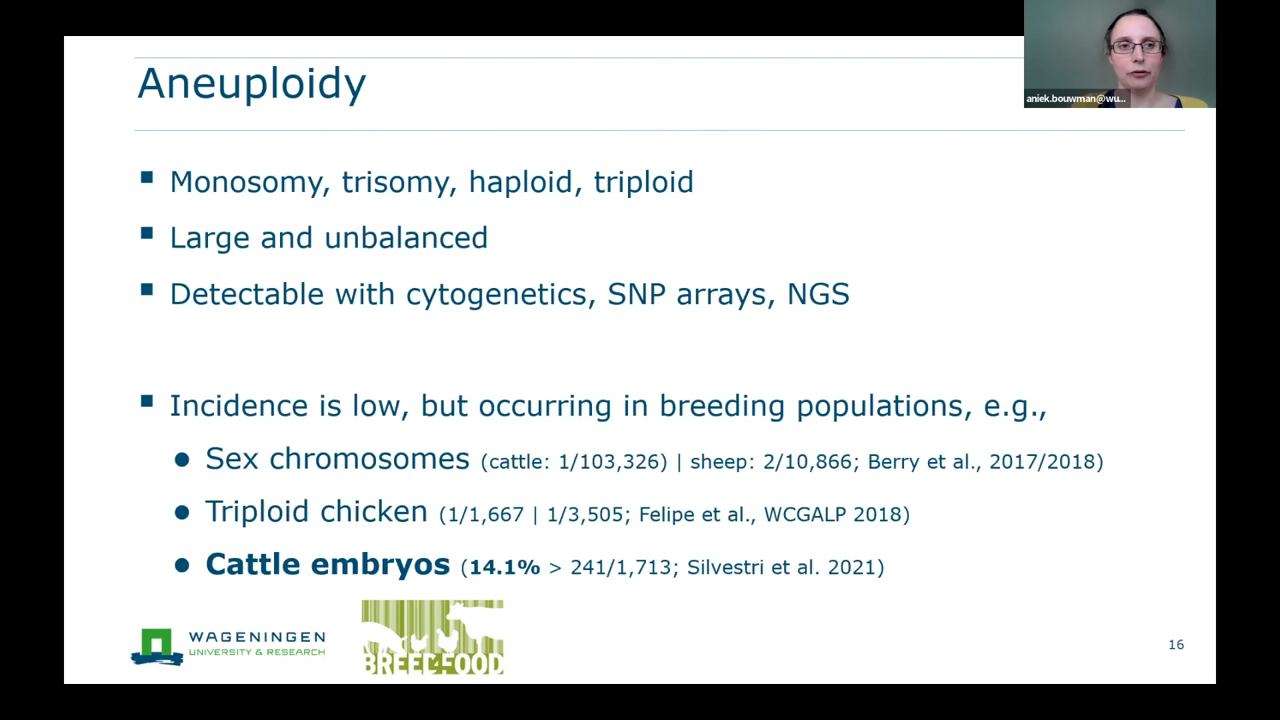 Aneuploidy
aniek.bouwman@wu...
▪ Monosomy, trisomy, haploid, triploid
▪ Large and unbalanced
▪ Detectable with cytogenetics, SNP arrays, NGS
▪ Incidence is low, but occurring in breeding populations, e.g.,
● Sex chromosomes (cattle: 1/103,326) | sheep: 2/10,866; Berry et al., 2017/2018)
● Triploid chicken (1/1,667 | 1/3,505; Felipe et al., WCGALP 2018)
● Cattle embryos (14.1% > 241/1,713; Silvestri et al. 2021)
WAGENINGEN
UNIVERSITY & RESEARCH
BREED4FOOD
16